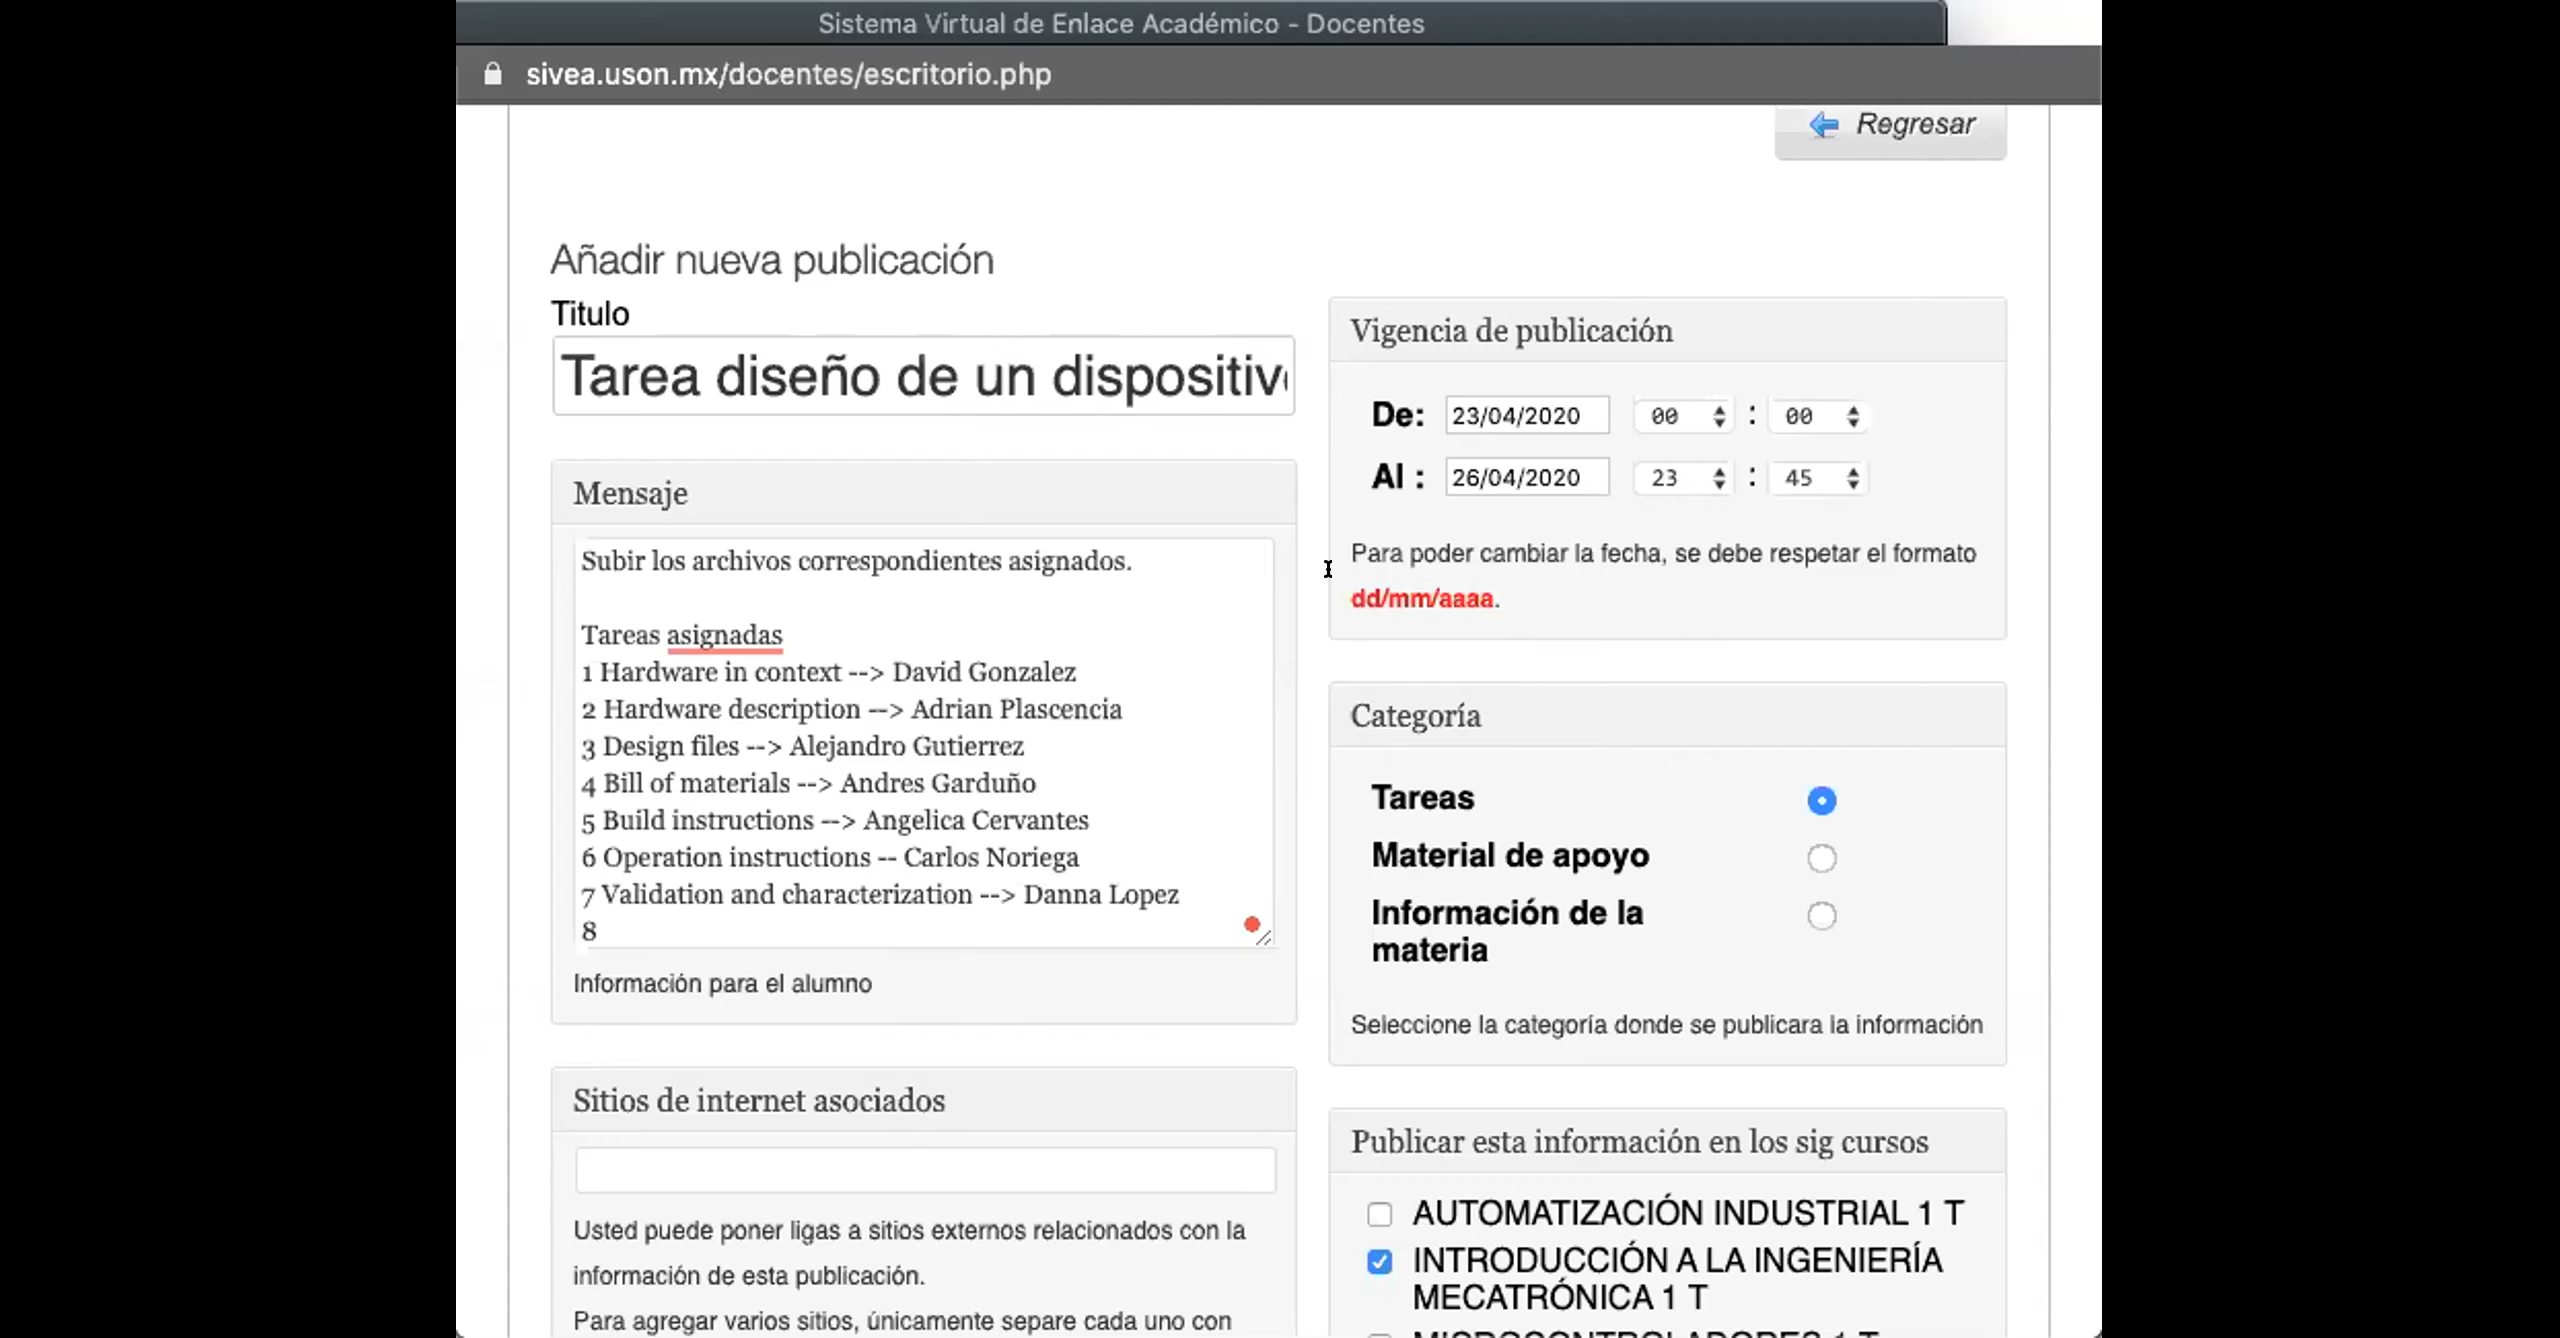 Sistema Virtual de Enlace Académico - Docentes
sivea.uson.mx/docentes/escritorio.php
Regresar
Añadir nueva publicación
Titulo
Tarea diseño de un dispositiv
Mensaje
Subir los archivos correspondientes asignados.
Tareas asignadas
1 Hardware in context --> David Gonzalez
2 Hardware description --> Adrian Plascencia
3 Design files --> Alejandro Gutierrez
4 Bill of materials --> Andres Garduño
5 Build instructions --> Angelica Cervantes
6 Operation instructions -- Carlos Noriega
7 Validation and characterization --> Danna Lopez
8
Información para el alumno
Sitios de internet asociados
Usted puede poner ligas a sitios externos relacionados con la
información de esta publicación.
Para agregar varios sitios, únicamente separe cada uno con
Vigencia de publicación
De: 23/04/2020 00 : 00
Al : 26/04/2020 23 : 45
Para poder cambiar la fecha, se debe respetar el formato
dd/mm/aaaa.
Categoría
Tareas
Material de apoyo
Información de la
materia
Seleccione la categoría donde se publicara la información
Publicar esta información en los sig cursos
AUTOMATIZACIÓN INDUSTRIAL 1 T
INTRODUCCIÓN A LA INGENIERÍA
MECATRÓNICA 1 T